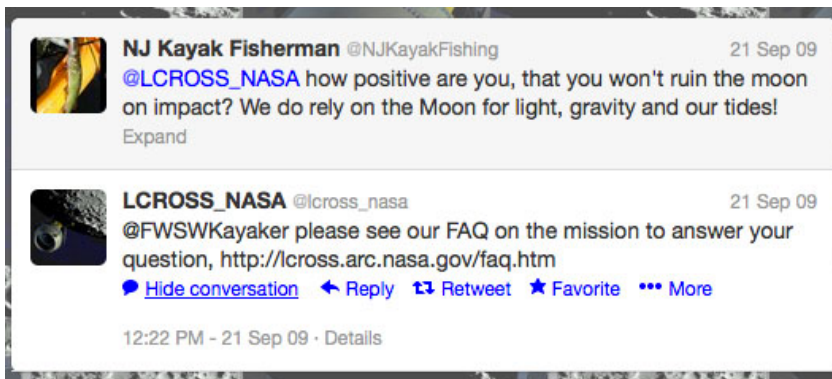 NJ Kayak Fisherman @NJKayakFishing 21 Sep 09
@LCROSS_NASA how positive are you, that you won't ruin the moon
on impact? We do rely on the Moon for light, gravity and our tides!
Expand
LCROSS_NASA @lcross_nasa 21 Sep 09
@FWSWKayaker please see our FAQ on the mission to answer your
question, http://lcross.arc.nasa.gov/faq.htm
Hide conversation Reply Retweet Favorite More
12:22 PM - 21 Sep 09 · Details